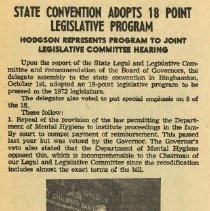 STATE CONVENTION ADOPTS 18 POINT
LEGISLATIVE PROGRAM
HODGSON REPRESENTS PROGRAM TO JOINT
LEGISLATIVE COMMITTEE HEARING
Upon the report of the State Legal and Legislative Com-
mittee and recommendation of the Board of Governors, the
delegate assembly to the state convention in Binghamton,
October 1st, adopted an 18-point legislative program to be
pressed in the 1972 legislature.
The delegates also voted to put special emphasis on 8 of
the 18.
These follow:
1. Repeal of the provision of the law permitting the Depart-
ment of Mental Hygiene to institute proceedings in the fam-
ily court to compel payment of reimbursement. This passed
last year but was vetoed by the Governor. The Governor's
veto also stated that the Department of Mental Hygiene
opposed this, which is incomprehensible to the Chairman of
our Legal and Legislative Committee since the recodification
includes almost the exact terms of the bill.